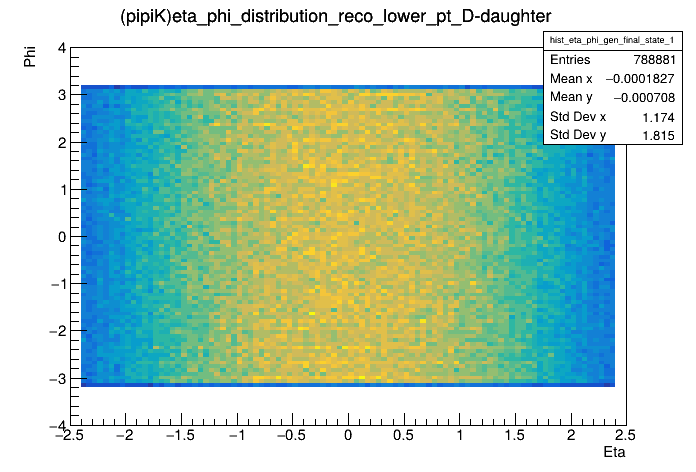 (pipiK)eta_phi_distribution_reco_lower_pt_D-daughter
hist_eta_phi_gen_final_state_1
Entries 788881
Mean x −0.0001827
Mean y −0.000708
Std Dev x 1.174
Std Dev y 1.815
Phi
4
3
2
1
0
−1
−2
−3
−4
−2.5 −2 −1.5 −1 −0.5 0 0.5 1 1.5 2 2.5
Eta